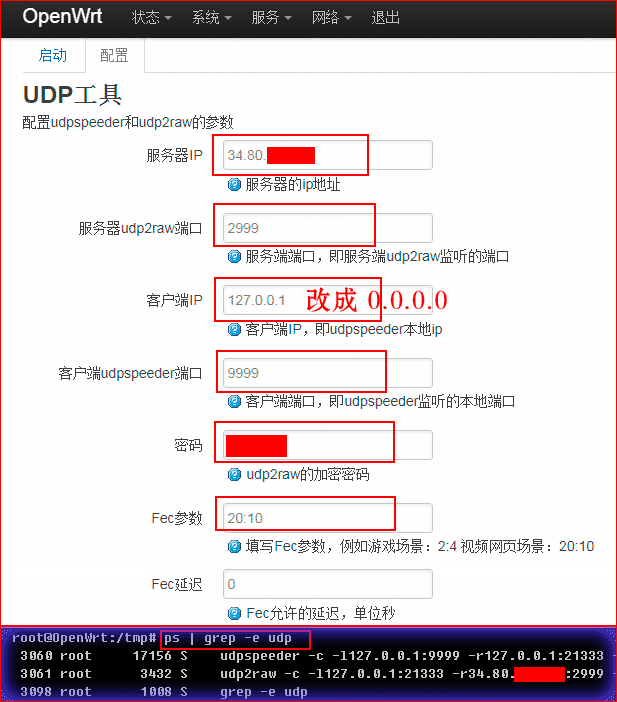 OpenWrt 状态 系统 服务 网络 退出
启动 配置
UDP工具
配置udpspeeder和udp2raw的参数
服务器IP 34.80.
服务器的ip地址
服务器udp2raw端口 2999
服务端端口，即服务端udp2raw监听的端口
客户端IP 127.0.0.1 改成 0.0.0.0
客户端IP，即udpspeeder本地ip
客户端udpspeeder端口 9999
客户端端口，即udpspeeder监听的本地端口
密码
udp2raw的加密密码
Fec参数 20:10
填写Fec参数，例如游戏场景：2:4 视频网页场景：20:10
Fec延迟 0
Fec允许的延迟，单位秒
root@OpenWrt:/tmp# ps | grep -e udp
3060 root 17156 S udpspeeder -c -l127.0.0.1:9999 -r127.0.0.1:21333 -
3061 root 3432 S udp2raw -c -l127.0.0.1:21333 -r34.80. :2999 -
3098 root 1008 S grep -e udp